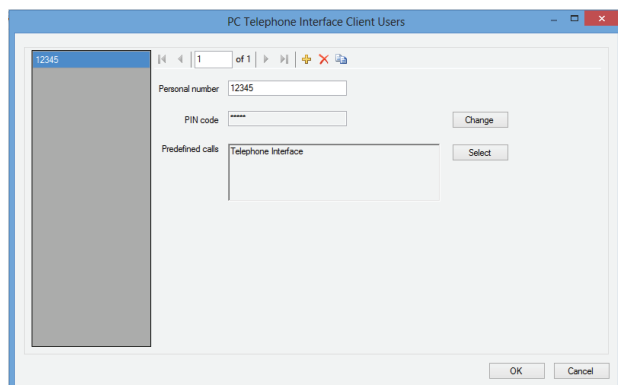 PC Telephone Interface Client Users
12345
1 of 1
Personal number 12345
PIN code *****
Change
Predefined calls Telephone Interface
Select
OK Cancel